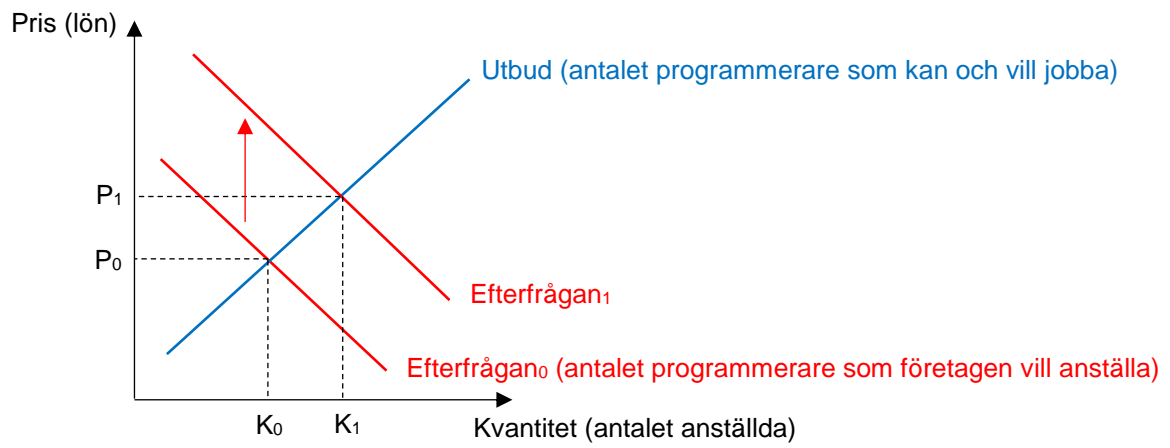 Pris (lön)
Utbud (antalet programmerare som kan och vill jobba)
P₁
P₀
Efterfrågan₁
Efterfrågan₀ (antalet programmerare som företagen vill anställa)
K₀
K₁
Kvantitet (antalet anställda)